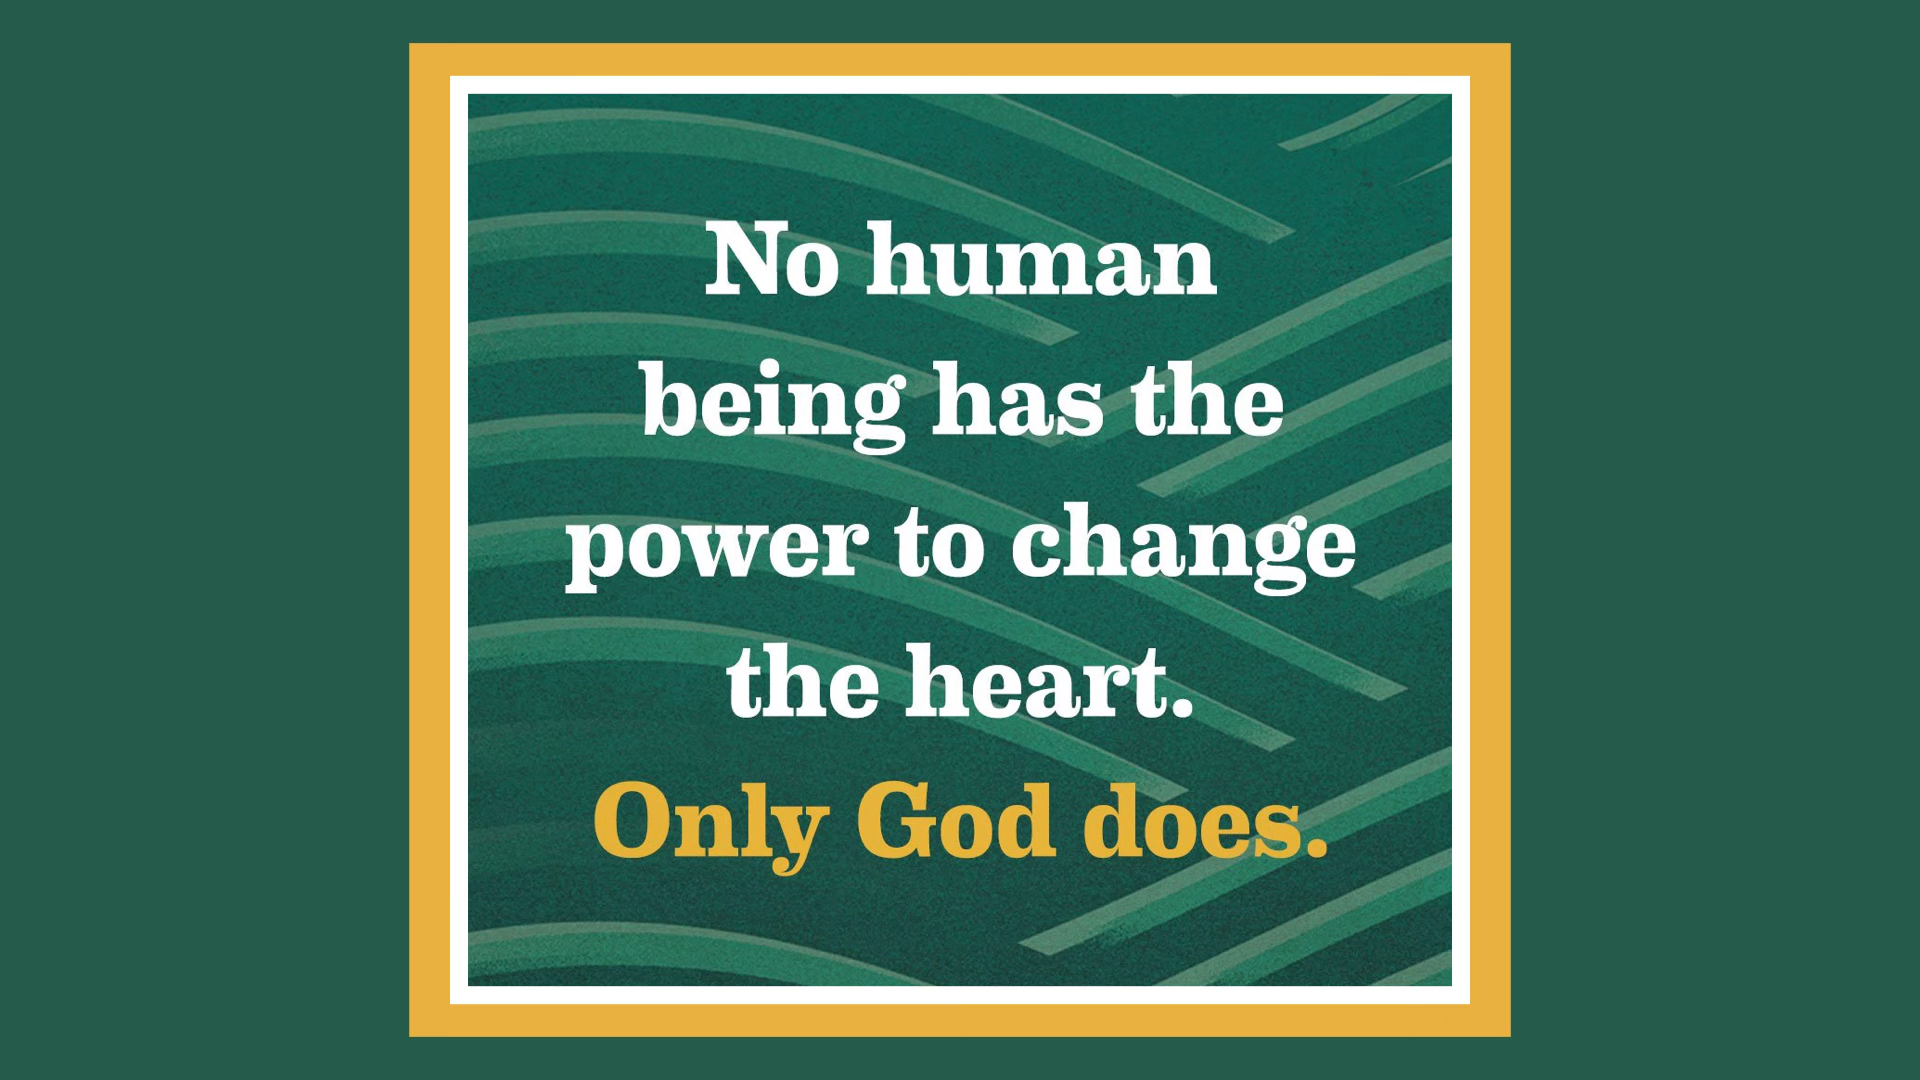 No human
being has the
power to change
the heart.
Only God does.